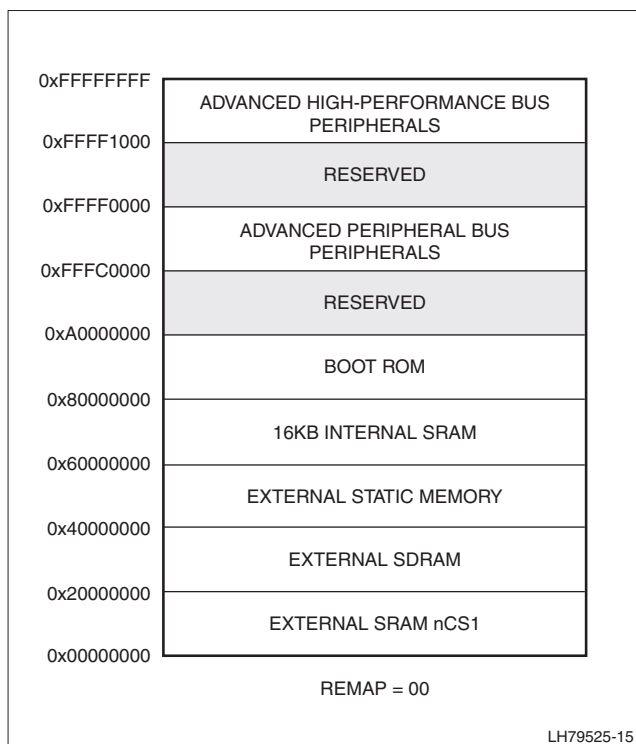 0xFFFFFFFF
ADVANCED HIGH-PERFORMANCE BUS
PERIPHERALS
0xFFFF1000
RESERVED
0xFFFF0000
ADVANCED PERIPHERAL BUS
PERIPHERALS
0xFFFC0000
RESERVED
0xA0000000
BOOT ROM
0x80000000
16KB INTERNAL SRAM
0x60000000
EXTERNAL STATIC MEMORY
0x40000000
EXTERNAL SDRAM
0x20000000
EXTERNAL SRAM nCS1
0x00000000
REMAP = 00
LH79525-15